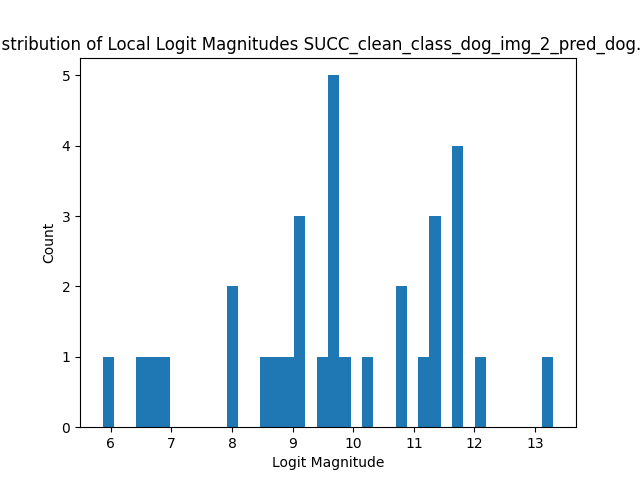 stribution of Local Logit Magnitudes SUCC_clean_class_dog_img_2_pred_dog.
5
4
3
2
1
0
Count
6 7 8 9 10 11 12 13
Logit Magnitude